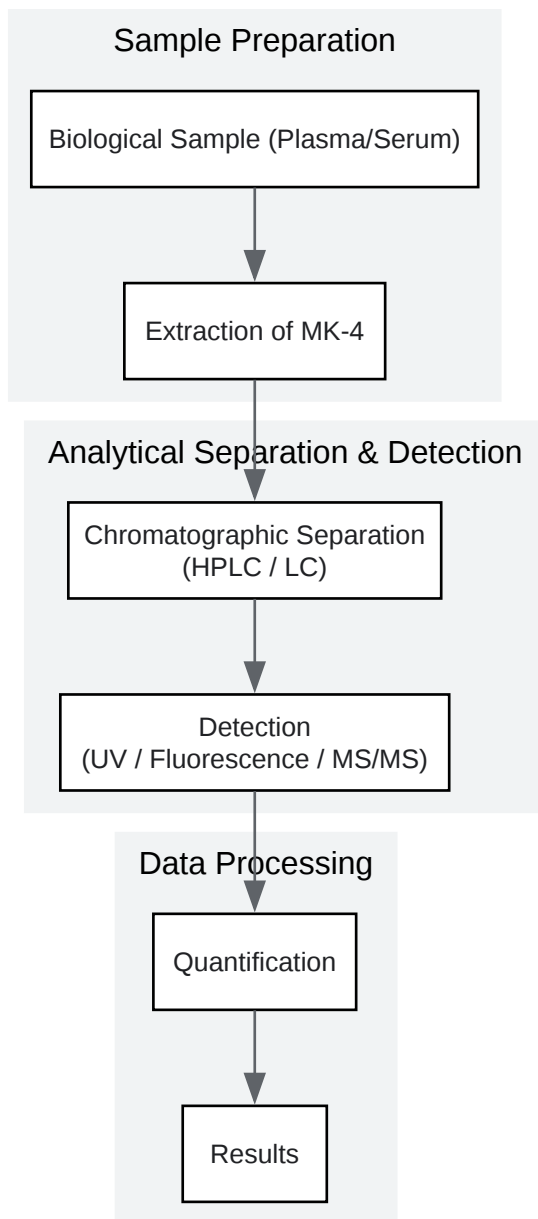 Sample Preparation
Biological Sample (Plasma/Serum)
Extraction of MK-4
Analytical Separation & Detection
Chromatographic Separation
(HPLC / LC)
Detection
(UV / Fluorescence / MS/MS)
Data Processing
Quantification
Results